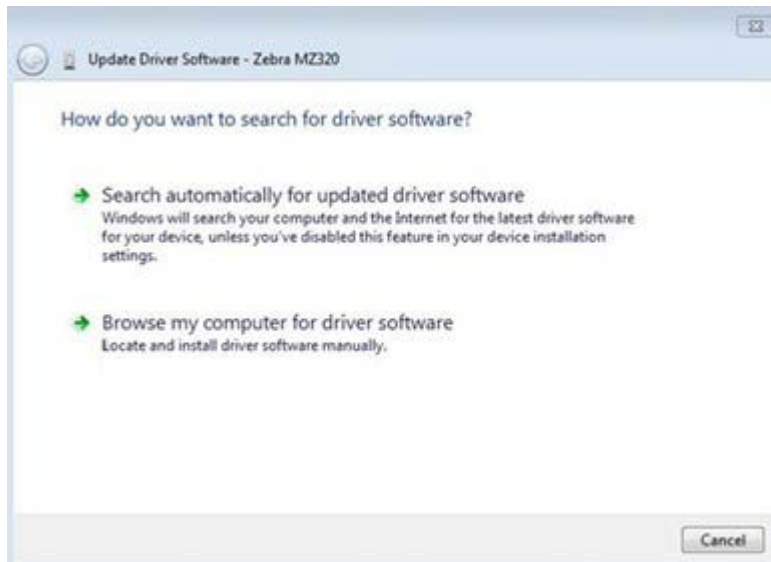 Update Driver Software - Zebra MZ320
How do you want to search for driver software?
Search automatically for updated driver software
Windows will search your computer and the Internet for the latest driver software
for your device, unless you've disabled this feature in your device installation
settings.
Browse my computer for driver software
Locate and install driver software manually.
Cancel